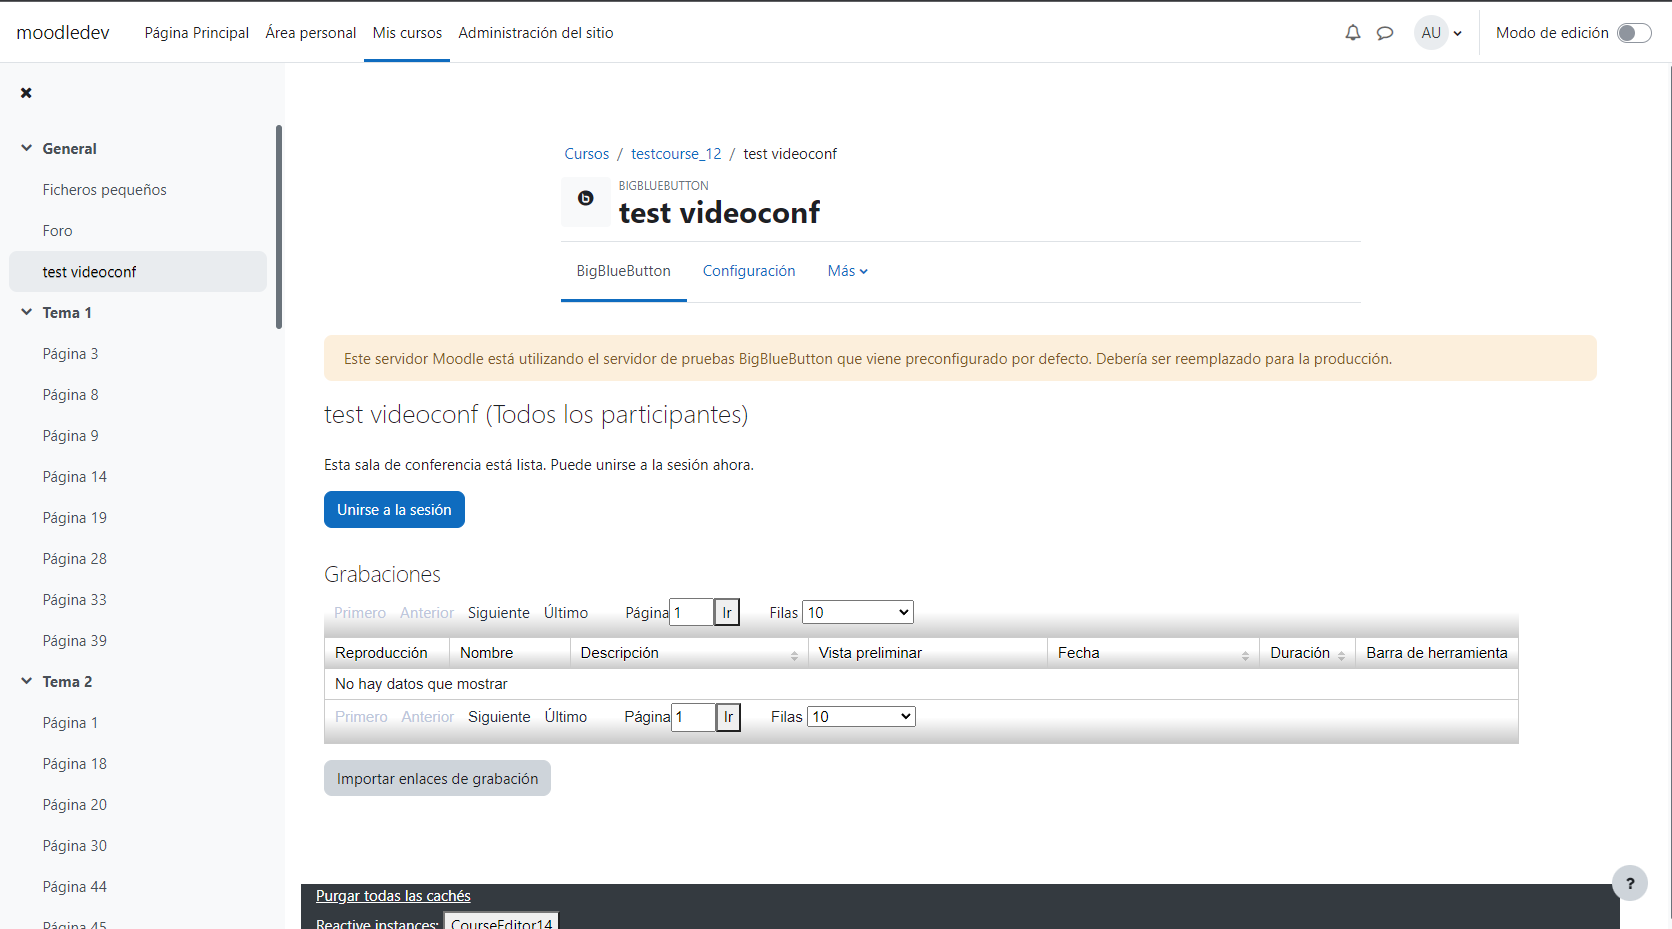 moodledev Página Principal Área personal Mis cursos Administración del sitio AU Modo de edición
General
Ficheros pequeños
Foro
test videoconf
Tema 1
Página 3
Página 8
Página 9
Página 14
Página 19
Página 28
Página 33
Página 39
Tema 2
Página 1
Página 18
Página 20
Página 30
Página 44
Página 45
Cursos / testcourse_12 / test videoconf
BIGBLUEBUTTON
test videoconf
BigBlueButton Configuración Más
Este servidor Moodle está utilizando el servidor de pruebas BigBlueButton que viene preconfigurado por defecto. Debería ser reemplazado para la producción.
test videoconf (Todos los participantes)
Esta sala de conferencia está lista. Puede unirse a la sesión ahora.
Unirse a la sesión
Grabaciones
Primero Anterior Siguiente Último Página 1 Ir Filas 10
Reproducción Nombre Descripción Vista preliminar Fecha Duración Barra de herramienta
No hay datos que mostrar
Primero Anterior Siguiente Último Página 1 Ir Filas 10
Importar enlaces de grabación
?
Purgar todas las cachés
Reactive instances: CourseEditor14